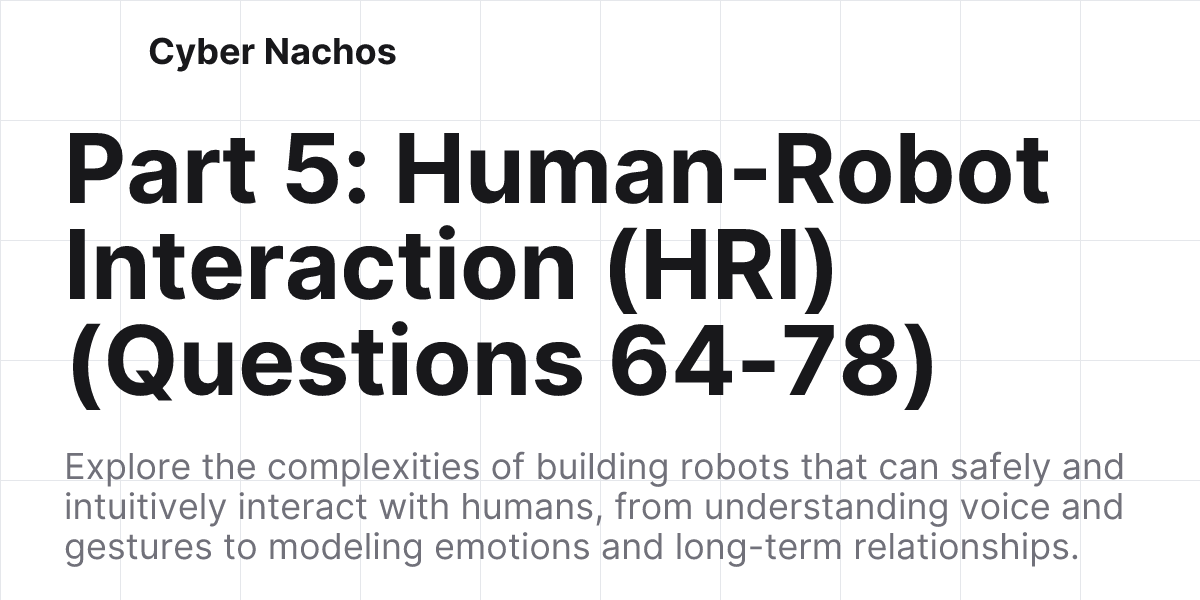 Cyber Nachos
Part 5: Human-Robot
Interaction (HRI)
(Questions 64-78)
Explore the complexities of building robots that can safely and
intuitively interact with humans, from understanding voice and
gestures to modeling emotions and long-term relationships.